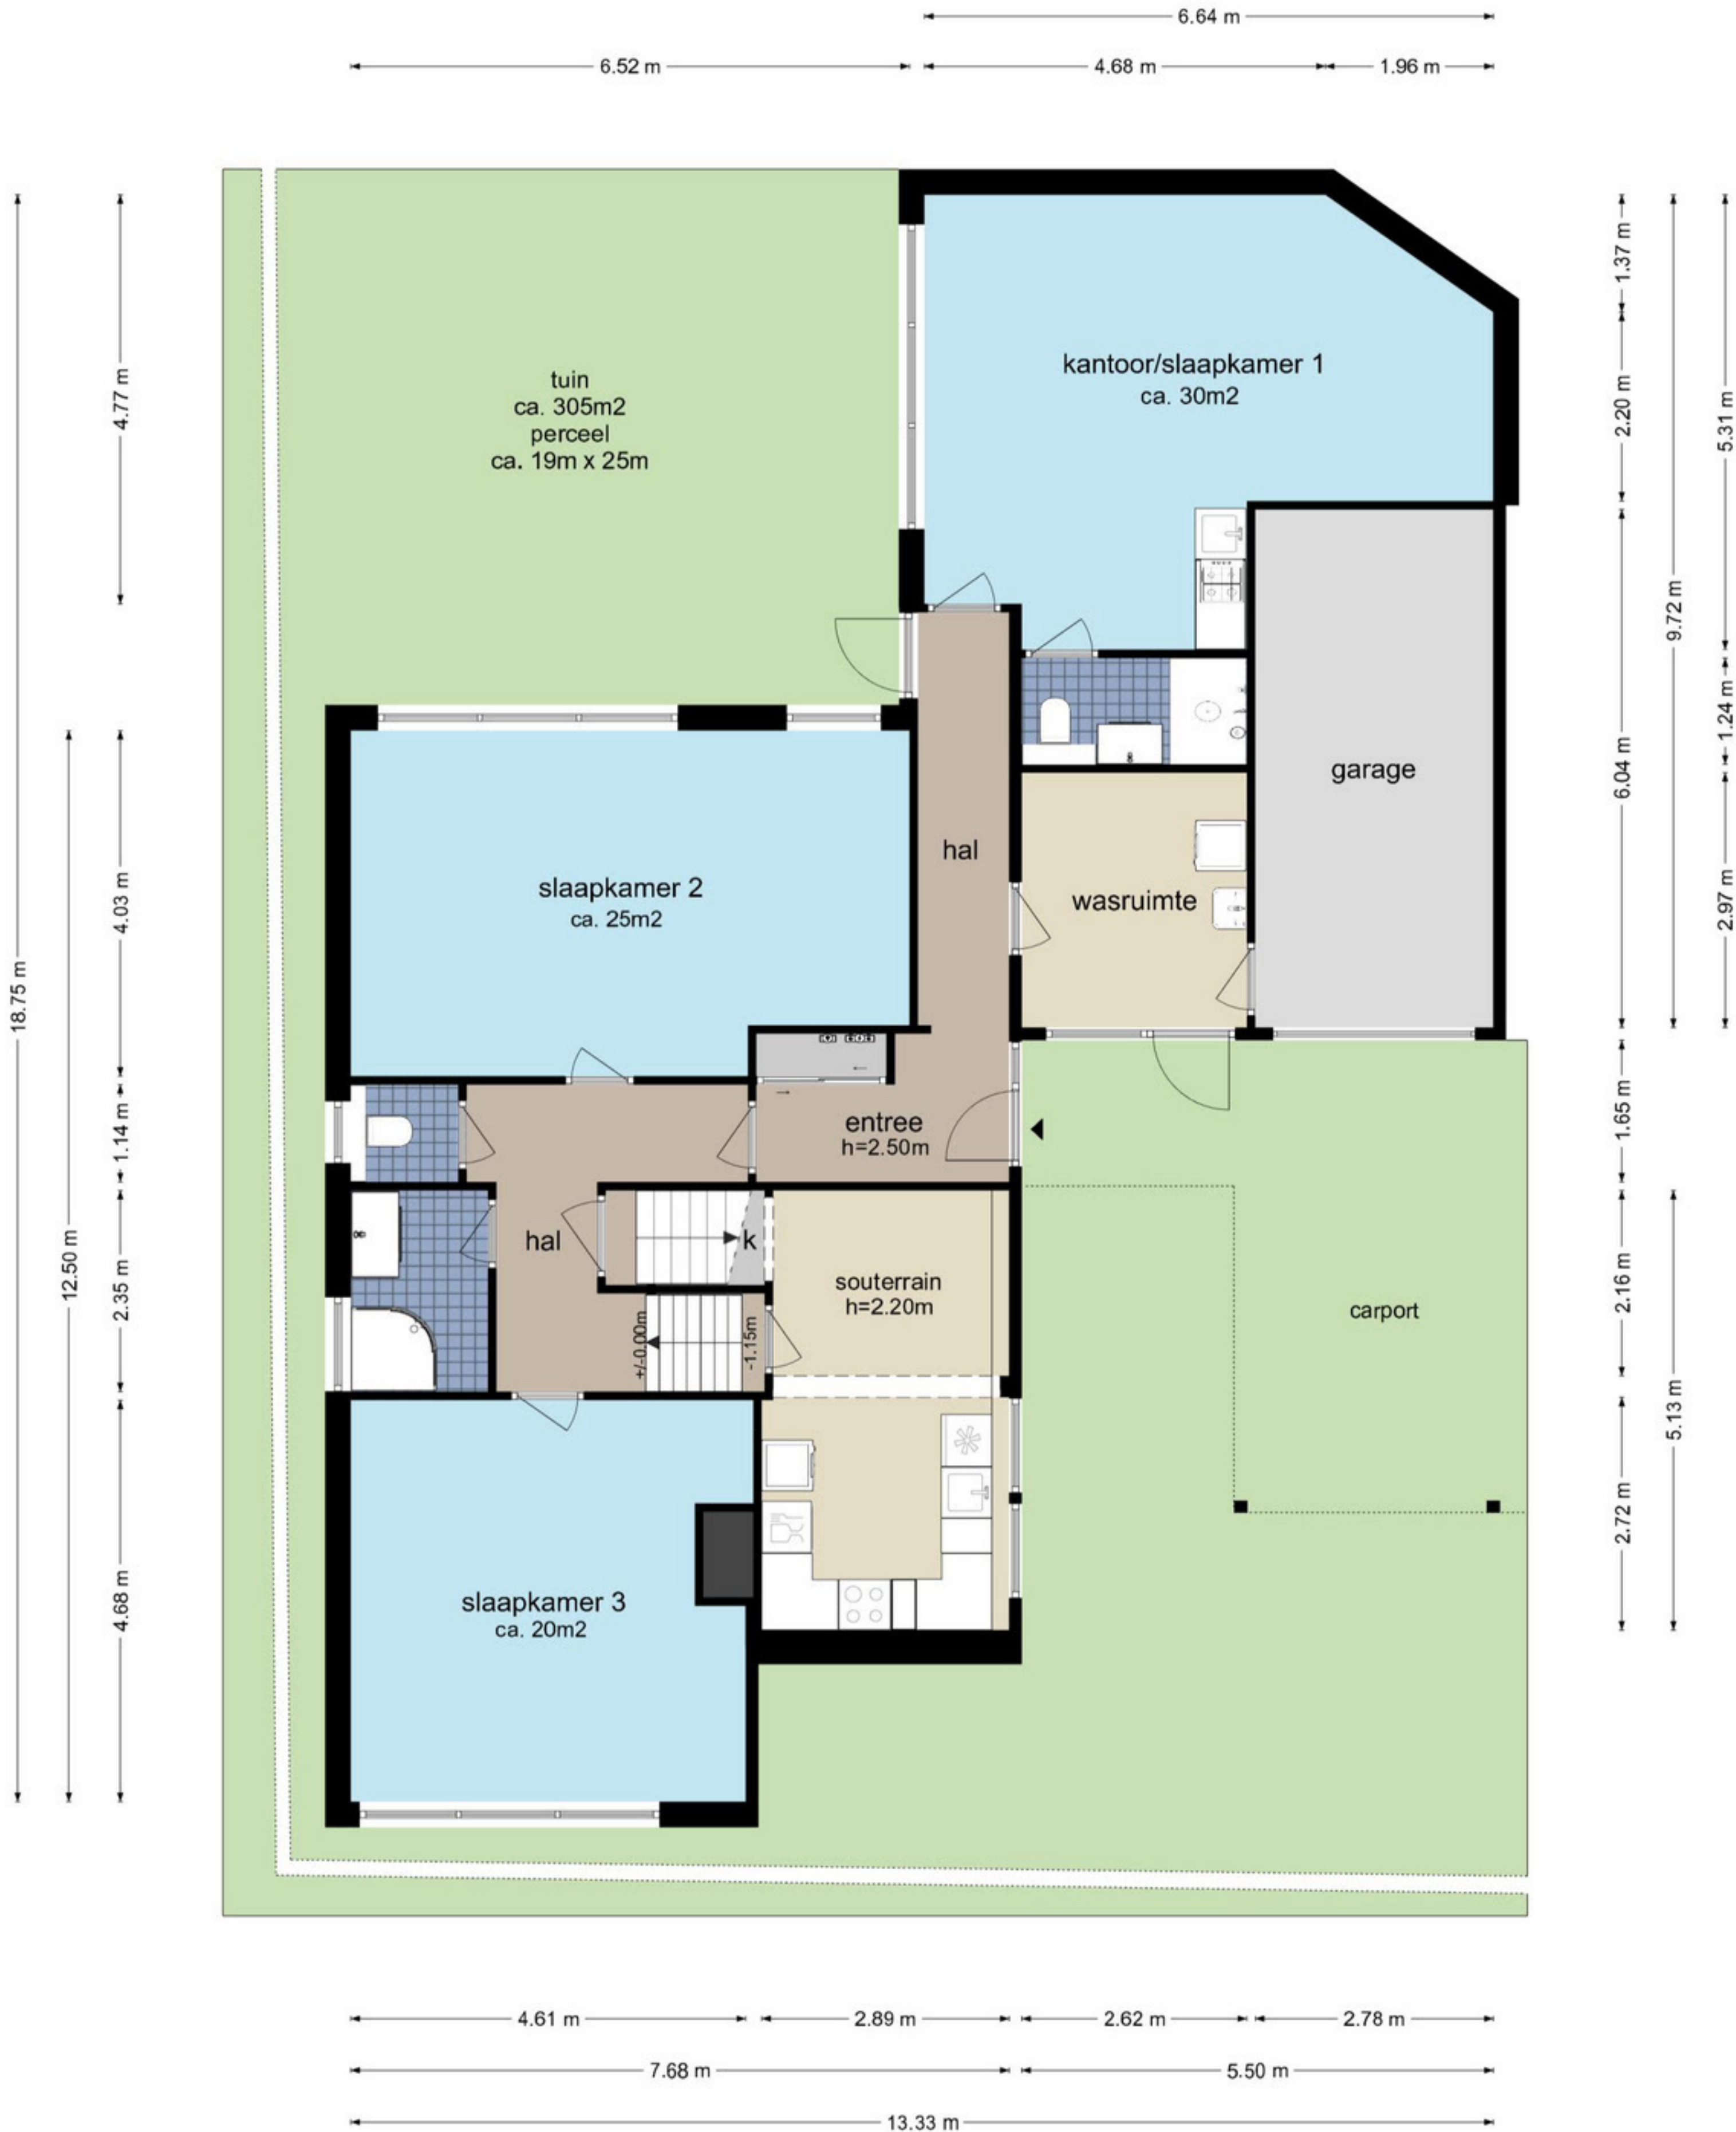 6.64 m
6.52 m
4.68 m
1.96 m
18.75 m
12.50 m
4.77 m
4.03 m
1.14 m
2.35 m
4.68 m
tuin
ca. 305m2
perceel
ca. 19m x 25m
kantoor/slaapkamer 1
ca. 30m2
garage
hal
slaapkamer 2
ca. 25m2
wasruimte
entree
h=2.50m
hal
k
souterrain
h=2.20m
+/-0.00m
-1.15m
carport
slaapkamer 3
ca. 20m2
1.37 m
2.20 m
6.04 m
1.65 m
2.16 m
2.72 m
9.72 m
5.13 m
5.31 m
1.24 m
2.97 m
4.61 m
2.89 m
2.62 m
2.78 m
7.68 m
5.50 m
13.33 m